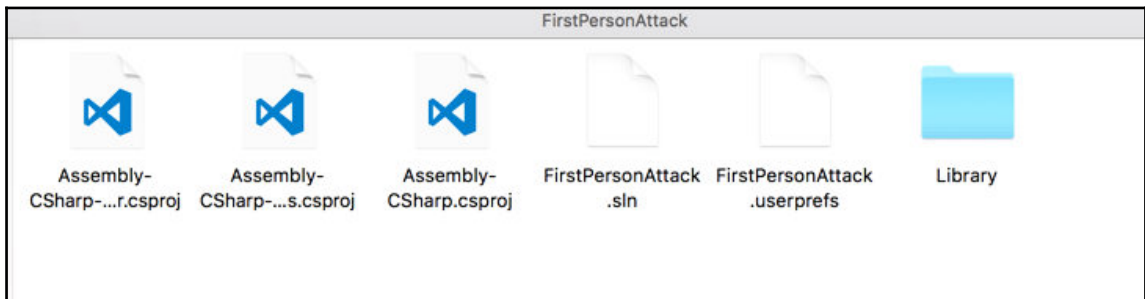 FirstPersonAttack
Assembly-
CSharp-...r.csproj
Assembly-
CSharp-...s.csproj
Assembly-
CSharp.csproj
FirstPersonAttack
.sln
FirstPersonAttack
.userprefs
Library